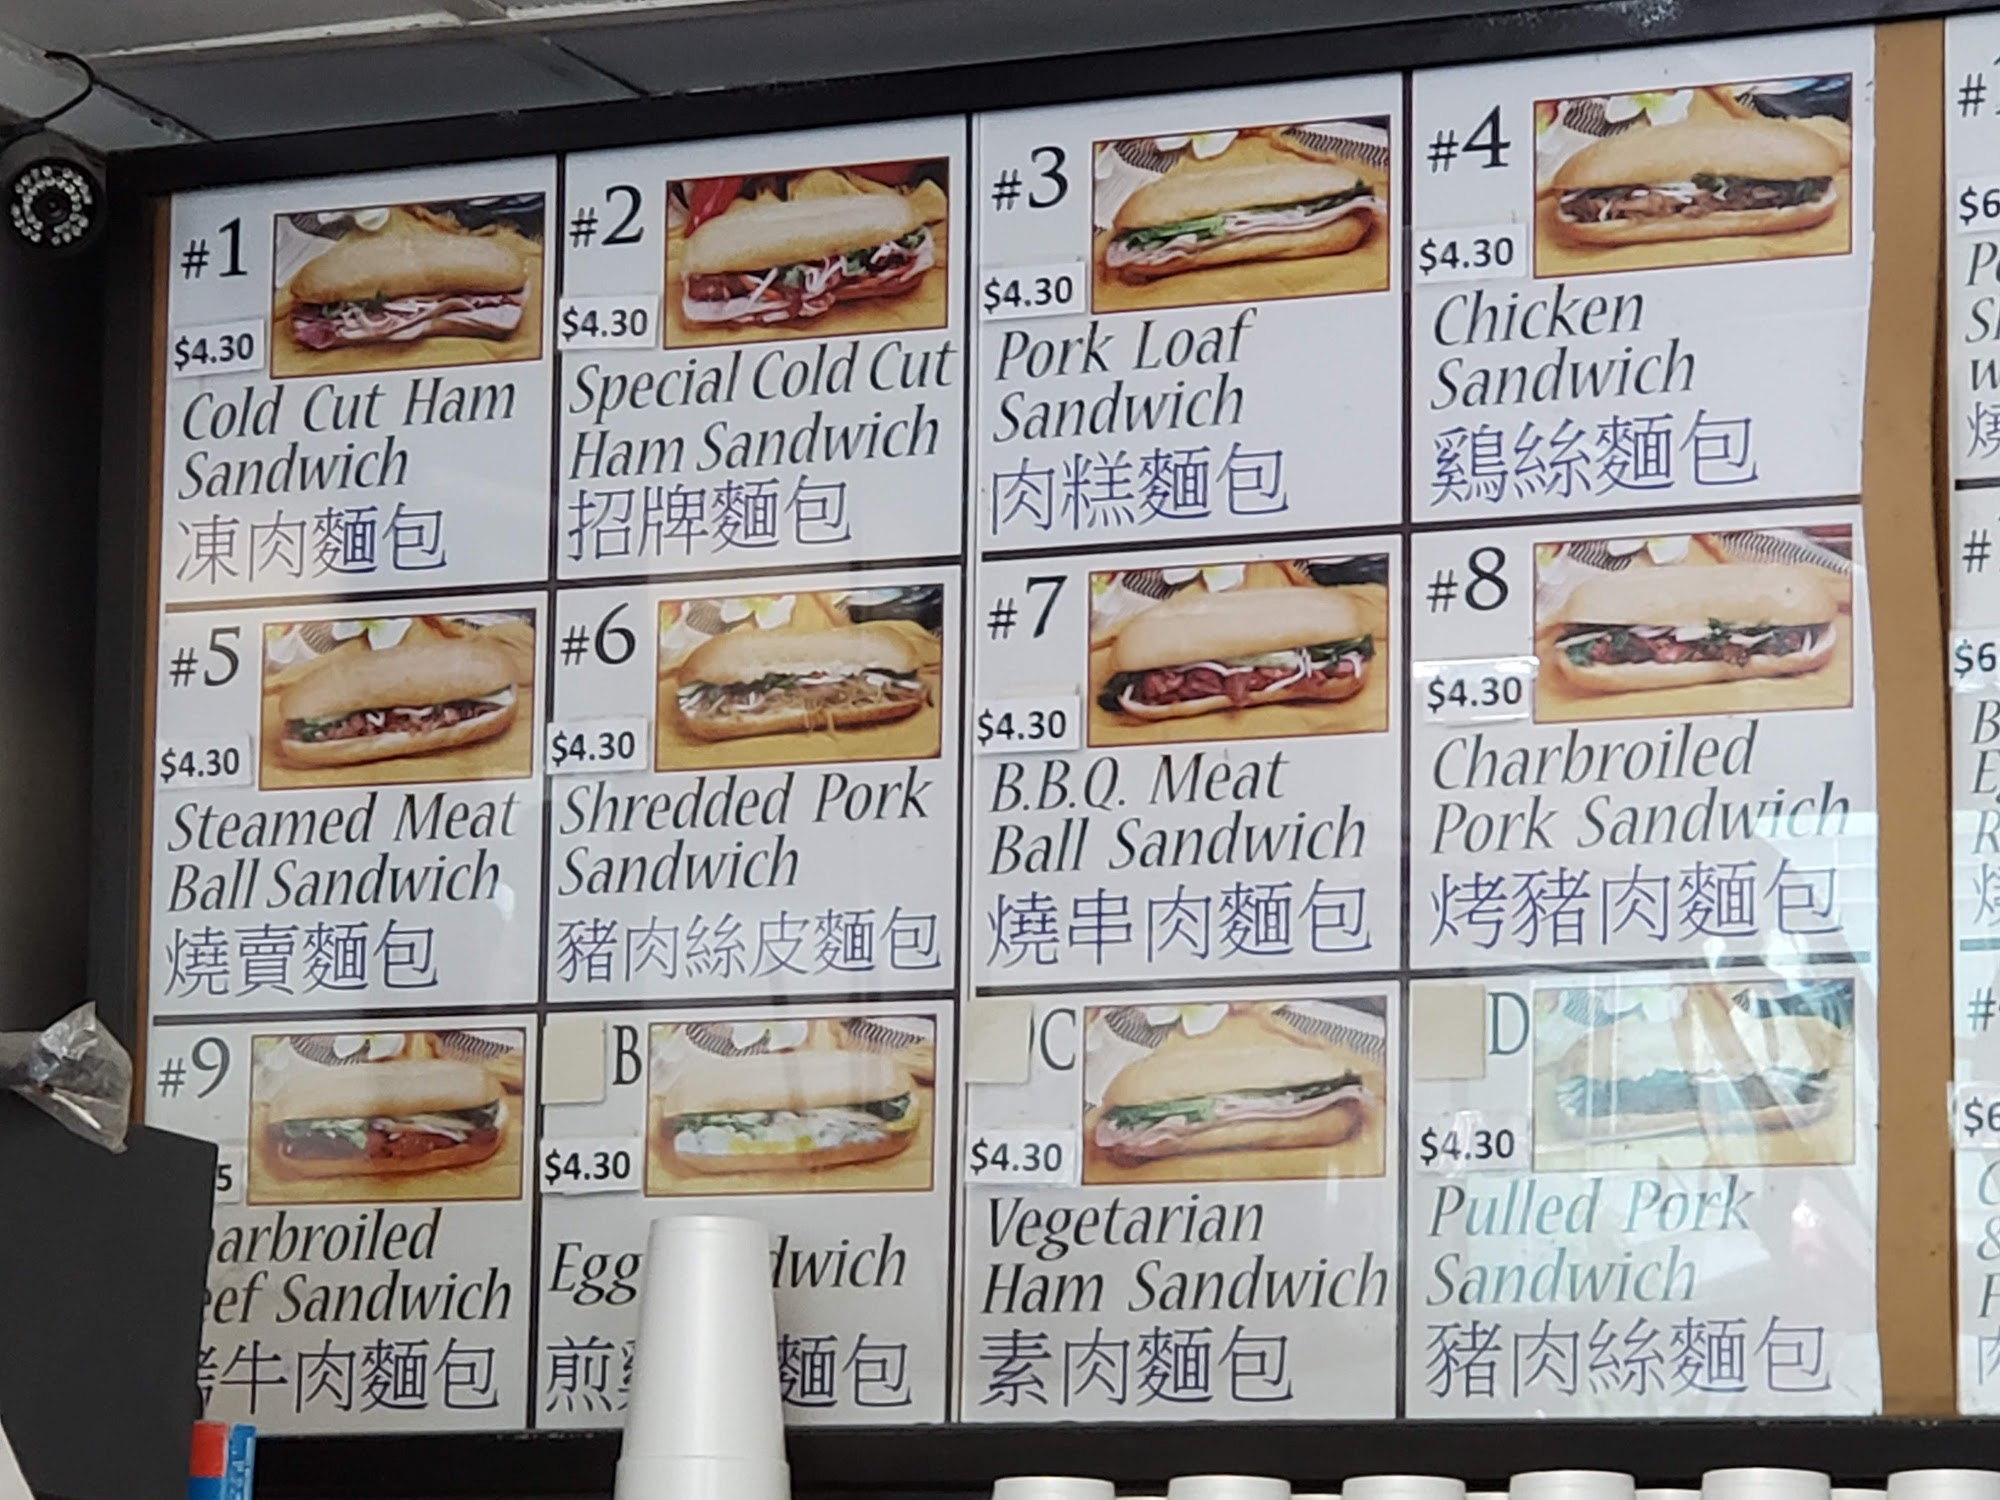 #1
$4.30
Cold Cut Ham
Sandwich
凍肉麵包
#2
$4.30
Special Cold Cut
Ham Sandwich
招牌麵包
#3
$4.30
Pork Loaf
Sandwich
肉糕麵包
#4
$4.30
Chicken
Sandwich
鷄絲麵包
#5
$4.30
Steamed Meat
Ball Sandwich
燒賣麵包
#6
$4.30
Shredded Pork
Sandwich
豬肉絲皮麵包
#7
$4.30
B.B.Q. Meat
Ball Sandwich
燒串肉麵包
#8
$4.30
Charbroiled
Pork Sandwich
烤豬肉麵包
#9
5
arbroiled
eef Sandwich
牛肉麵包
B
$4.30
Egg dwich
煎 麵包
C
$4.30
Vegetarian
Ham Sandwich
素肉麵包
D
$4.30
Pulled Pork
Sandwich
豬肉絲麵包
#
$6
#
$6
#
$6